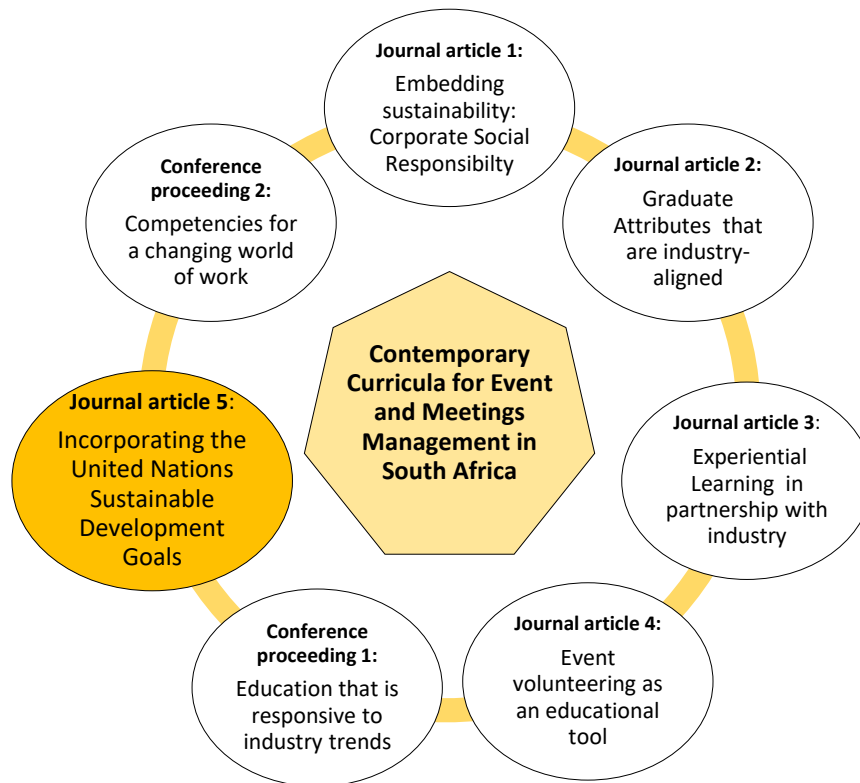 Journal article 1:
Embedding
sustainability:
Corporate Social
Responsibilty
Journal article 2:
Graduate
Attributes that
are industry-
aligned
Journal article 3:
Experiential
Learning in
partnership with
industry
Journal article 4:
Event
volunteering as
an educational
tool
Conference
proceeding 1:
Education that is
responsive to
industry trends
Journal article 5:
Incorporating the
United Nations
Sustainable
Development
Goals
Conference
proceeding 2:
Competencies for
a changing world
of work
Contemporary
Curricula for Event
and Meetings
Management in
South Africa